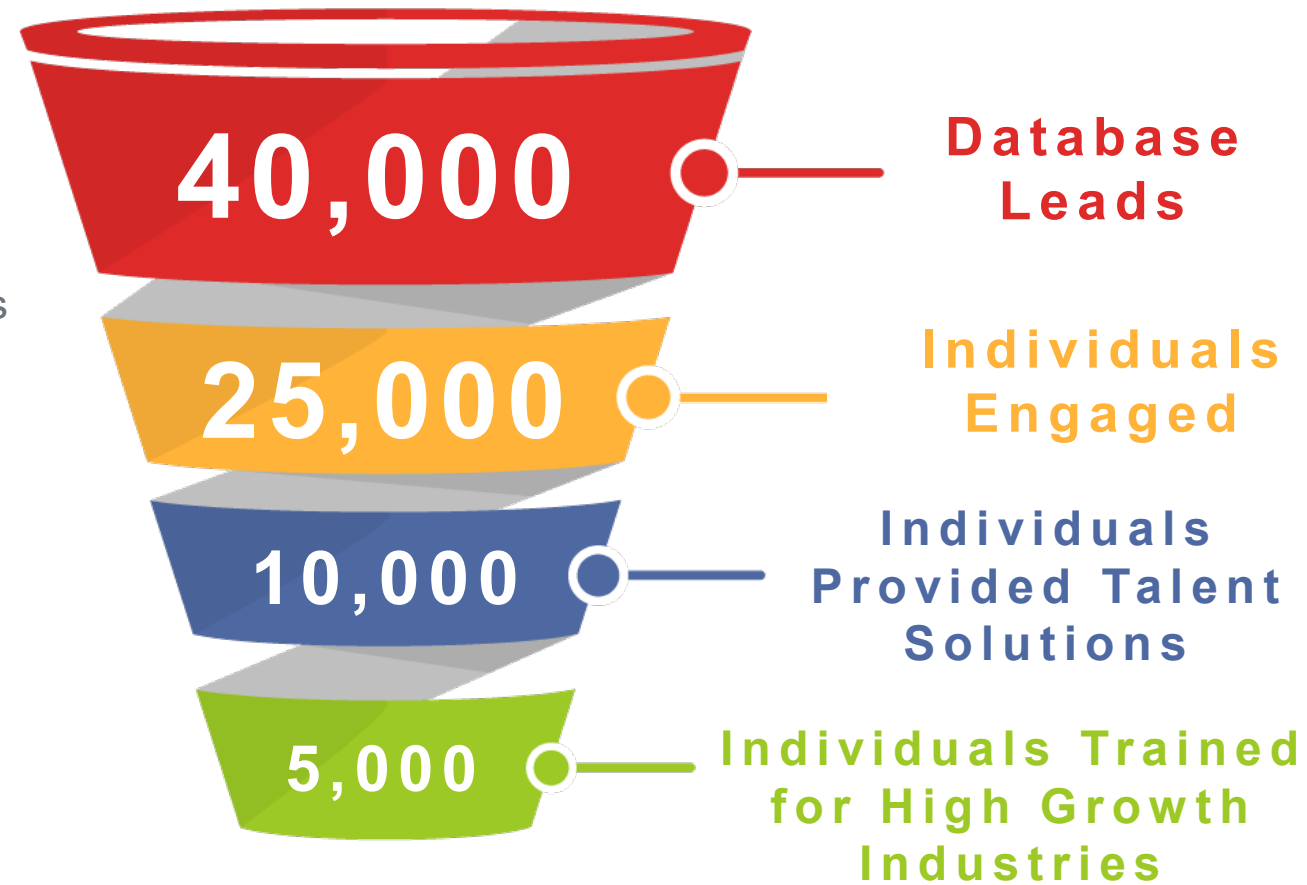 40,000
Database
Leads
s
25,000
Individuals
Engaged
10,000
Individuals
Provided Talent
Solutions
5,000
Individuals Trained
for High Growth
Industries